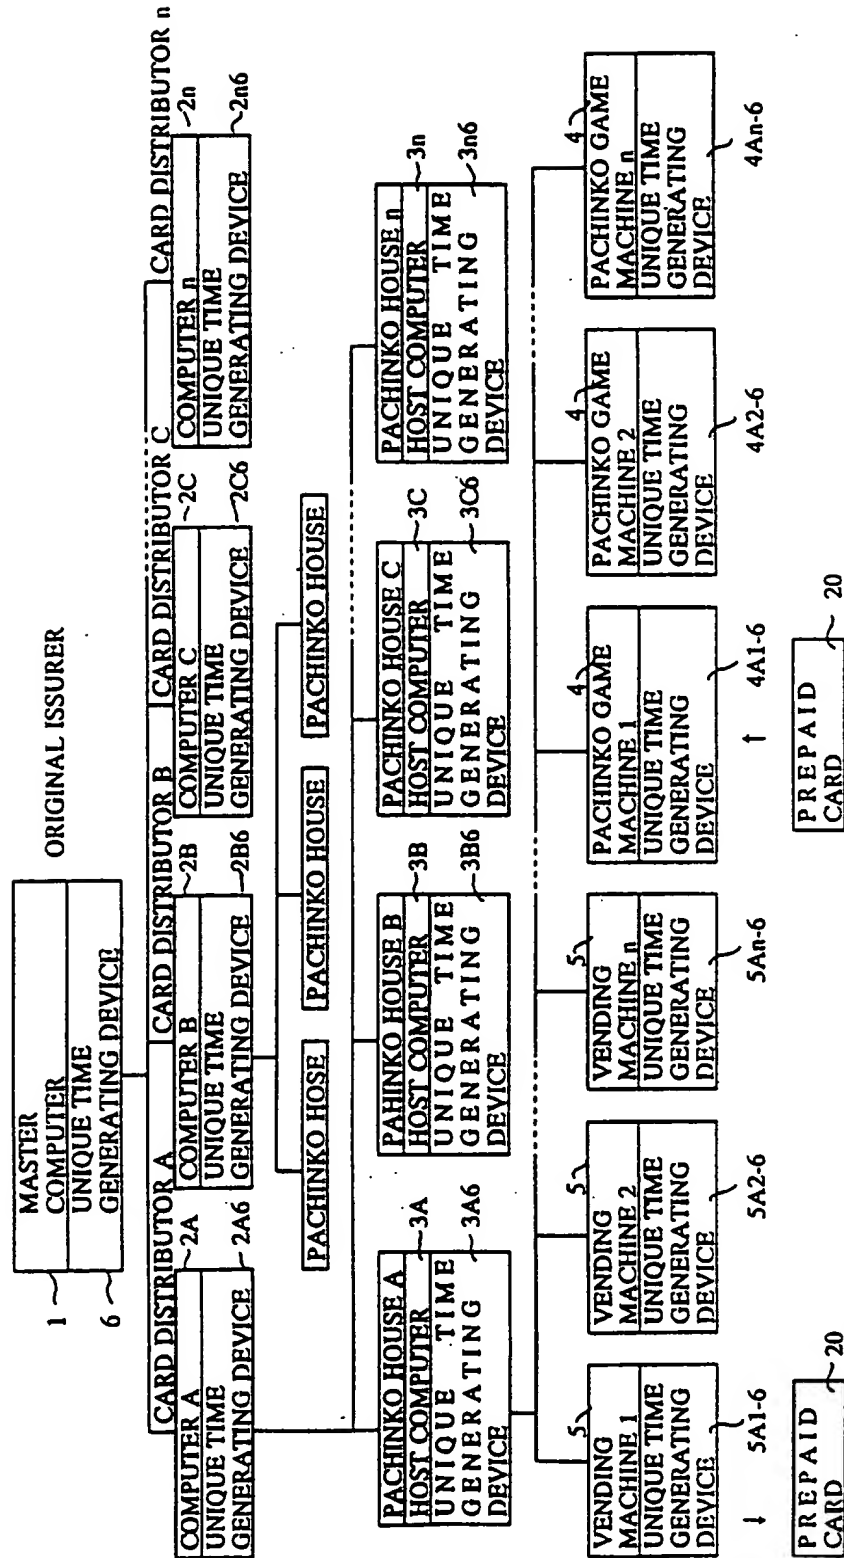 ORIGINAL ISSURER
MASTER
COMPUTER
UNIQUE TIME
GENERATING DEVICE
1
6
CARD DISTRIBUTOR A
2A
COMPUTER A
UNIQUE TIME
GENERATING DEVICE
2A6
CARD DISTRIBUTOR B
2B
COMPUTER B
UNIQUE TIME
GENERATING DEVICE
2B6
CARD DISTRIBUTOR C
2C
COMPUTER C
UNIQUE TIME
GENERATING DEVICE
2C6
CARD DISTRIBUTOR n
2n
COMPUTER n
UNIQUE TIME
GENERATING DEVICE
2n6
PACHINKO HOSE
PACHINKO HOUSE
PACHINKO HOUSE
PACHINKO HOUSE A
HOST COMPUTER
3A
UNIQUE TIME
GENERATING
DEVICE
3A6
PAHINKO HOUSE B
HOST COMPUTER
3B
UNIQUE TIME
GENERATING
DEVICE
3B6
PACHINKO HOUSE C
HOST COMPUTER
3C
UNIQUE TIME
GENERATING
DEVICE
3C6
PACHINKO HOUSE n
HOST COMPUTER
3n
UNIQUE TIME
GENERATING
DEVICE
3n6
5
VENDING
MACHINE 1
UNIQUE TIME
GENERATING
DEVICE
5A1-6
5
VENDING
MACHINE 2
UNIQUE TIME
GENERATING
DEVICE
5A2-6
5
VENDING
MACHINE n
UNIQUE TIME
GENERATING
DEVICE
5An-6
4
PACHINKO GAME
MACHINE 1
UNIQUE TIME
GENERATING
DEVICE
4A1-6
4
PACHINKO GAME
MACHINE 2
UNIQUE TIME
GENERATING
DEVICE
4A2-6
4
PACHINKO GAME
MACHINE n
UNIQUE TIME
GENERATING
DEVICE
4An-6
↓
PREPAID
CARD
20
↑
PREPAID
CARD
20